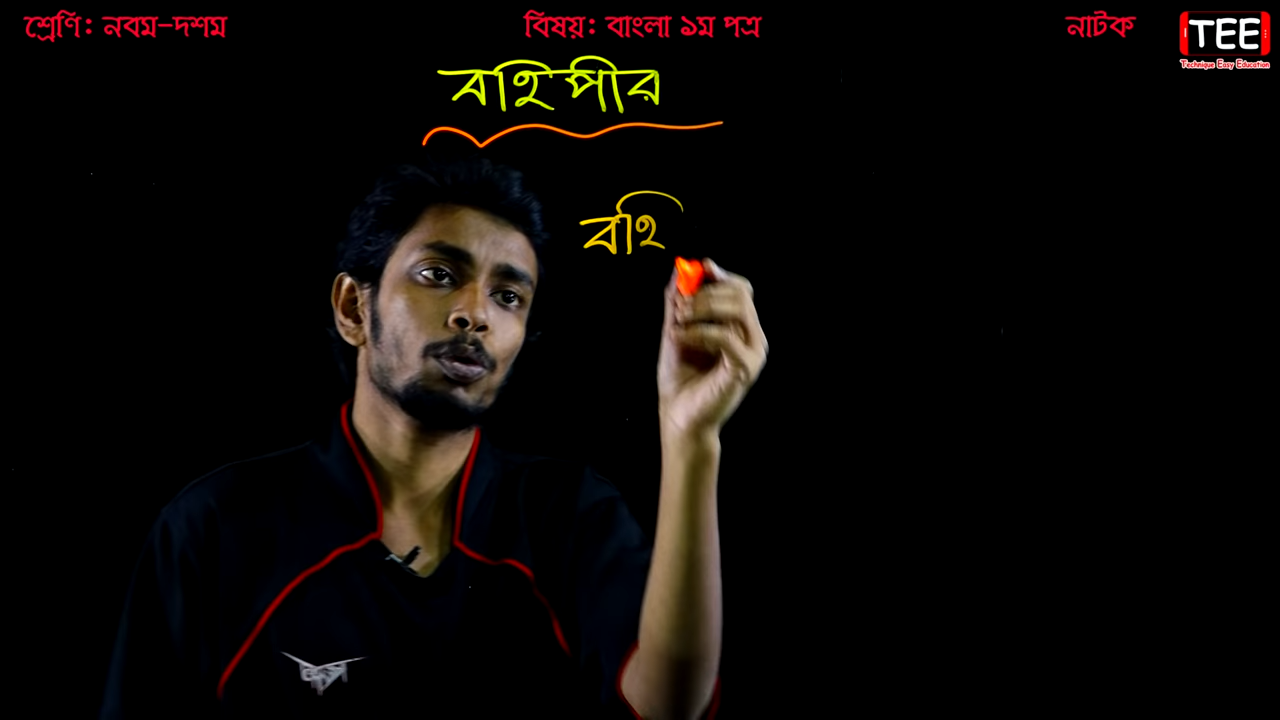 শ্রেণি: নবম-দশম বিষয়: বাংলা ১ম পত্র নাটক TEE
Technique Easy Education
বহিপীর
বহি